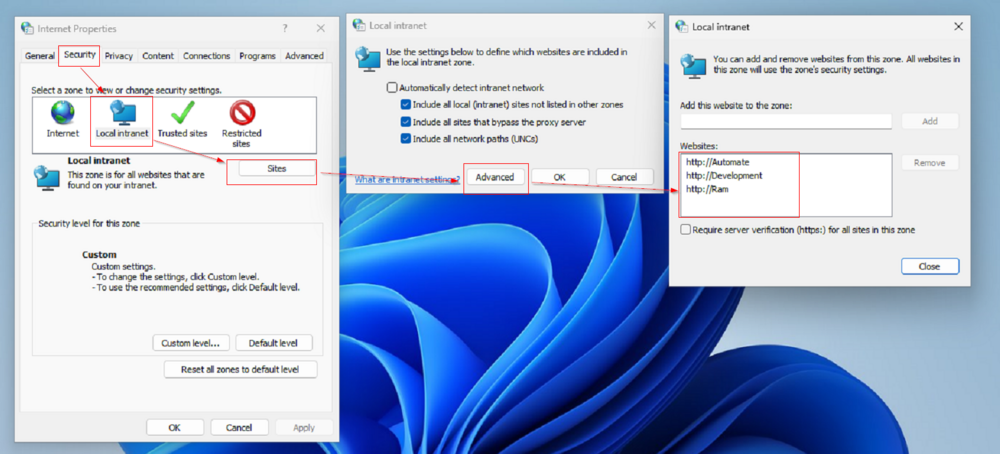 Internet Properties
General Security Privacy Content Connections Programs Advanced
Select a zone to view or change security settings.
Internet
Local intranet
Trusted sites
Restricted
sites
Local intranet
This zone is for all websites that are
found on your intranet.
Sites
Security level for this zone
Custom
Custom settings.
- To change the settings, click Custom level.
- To use the recommended settings, click Default level.
Custom level...
Default level
Reset all zones to default level
OK
Cancel
Apply
Local intranet
Use the settings below to define which websites are included in
the local intranet zone.
Automatically detect intranet network
Include all local (intranet) sites not listed in other zones
Include all sites that bypass the proxy server
Include all network paths (UNCs)
What are intranet settings?
Advanced
OK
Cancel
Local intranet
You can add and remove websites from this zone. All websites in
this zone will use the zone's security settings.
Add this website to the zone:
Add
Websites:
http://Automate
http://Development
http://Ram
Remove
Require server verification (https:) for all sites in this zone
Close